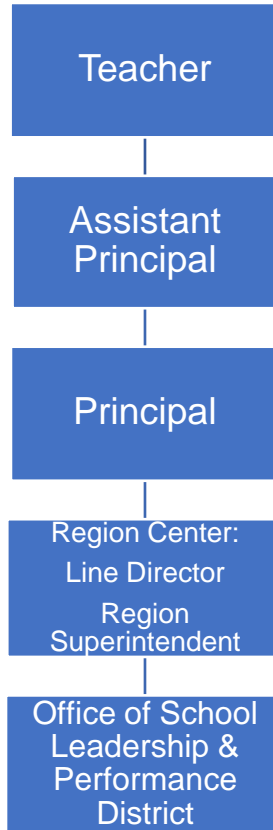 Teacher
Assistant
Principal
Principal
Region Center:
Line Director
Region
Superintendent
Office of School
Leadership &
Performance
District